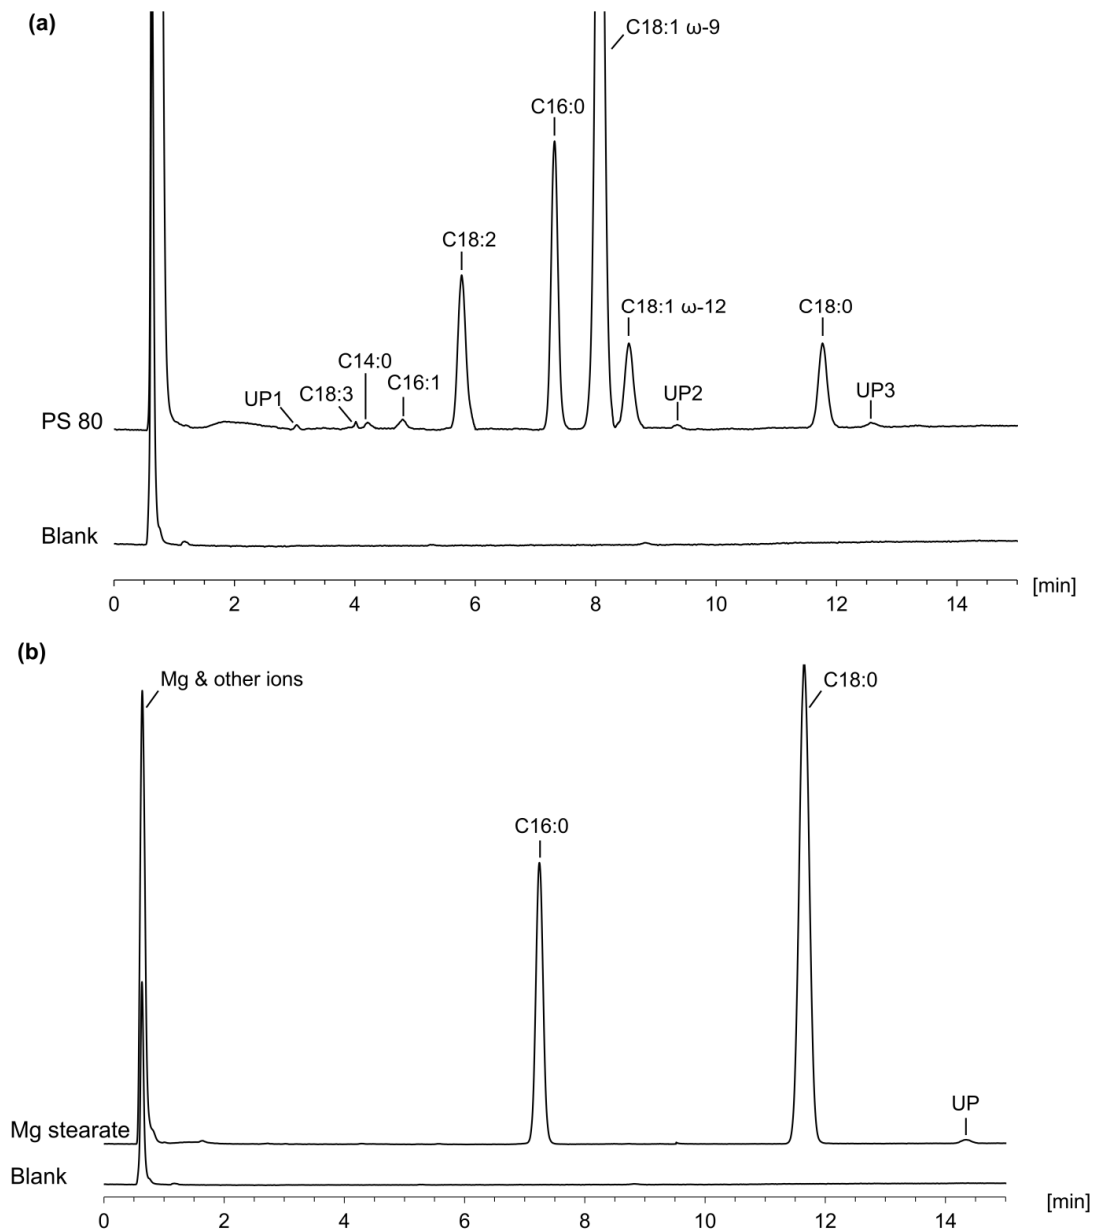 (a)
C18:1 ω-9
C16:0
C18:2
C18:1 ω-12
C18:0
C14:0
C16:1
C18:3
UP1
UP2
UP3
PS 80
Blank
0 2 4 6 8 10 12 14 [min]
(b)
Mg & other ions
C18:0
C16:0
UP
Mg stearate
Blank
0 2 4 6 8 10 12 14 [min]